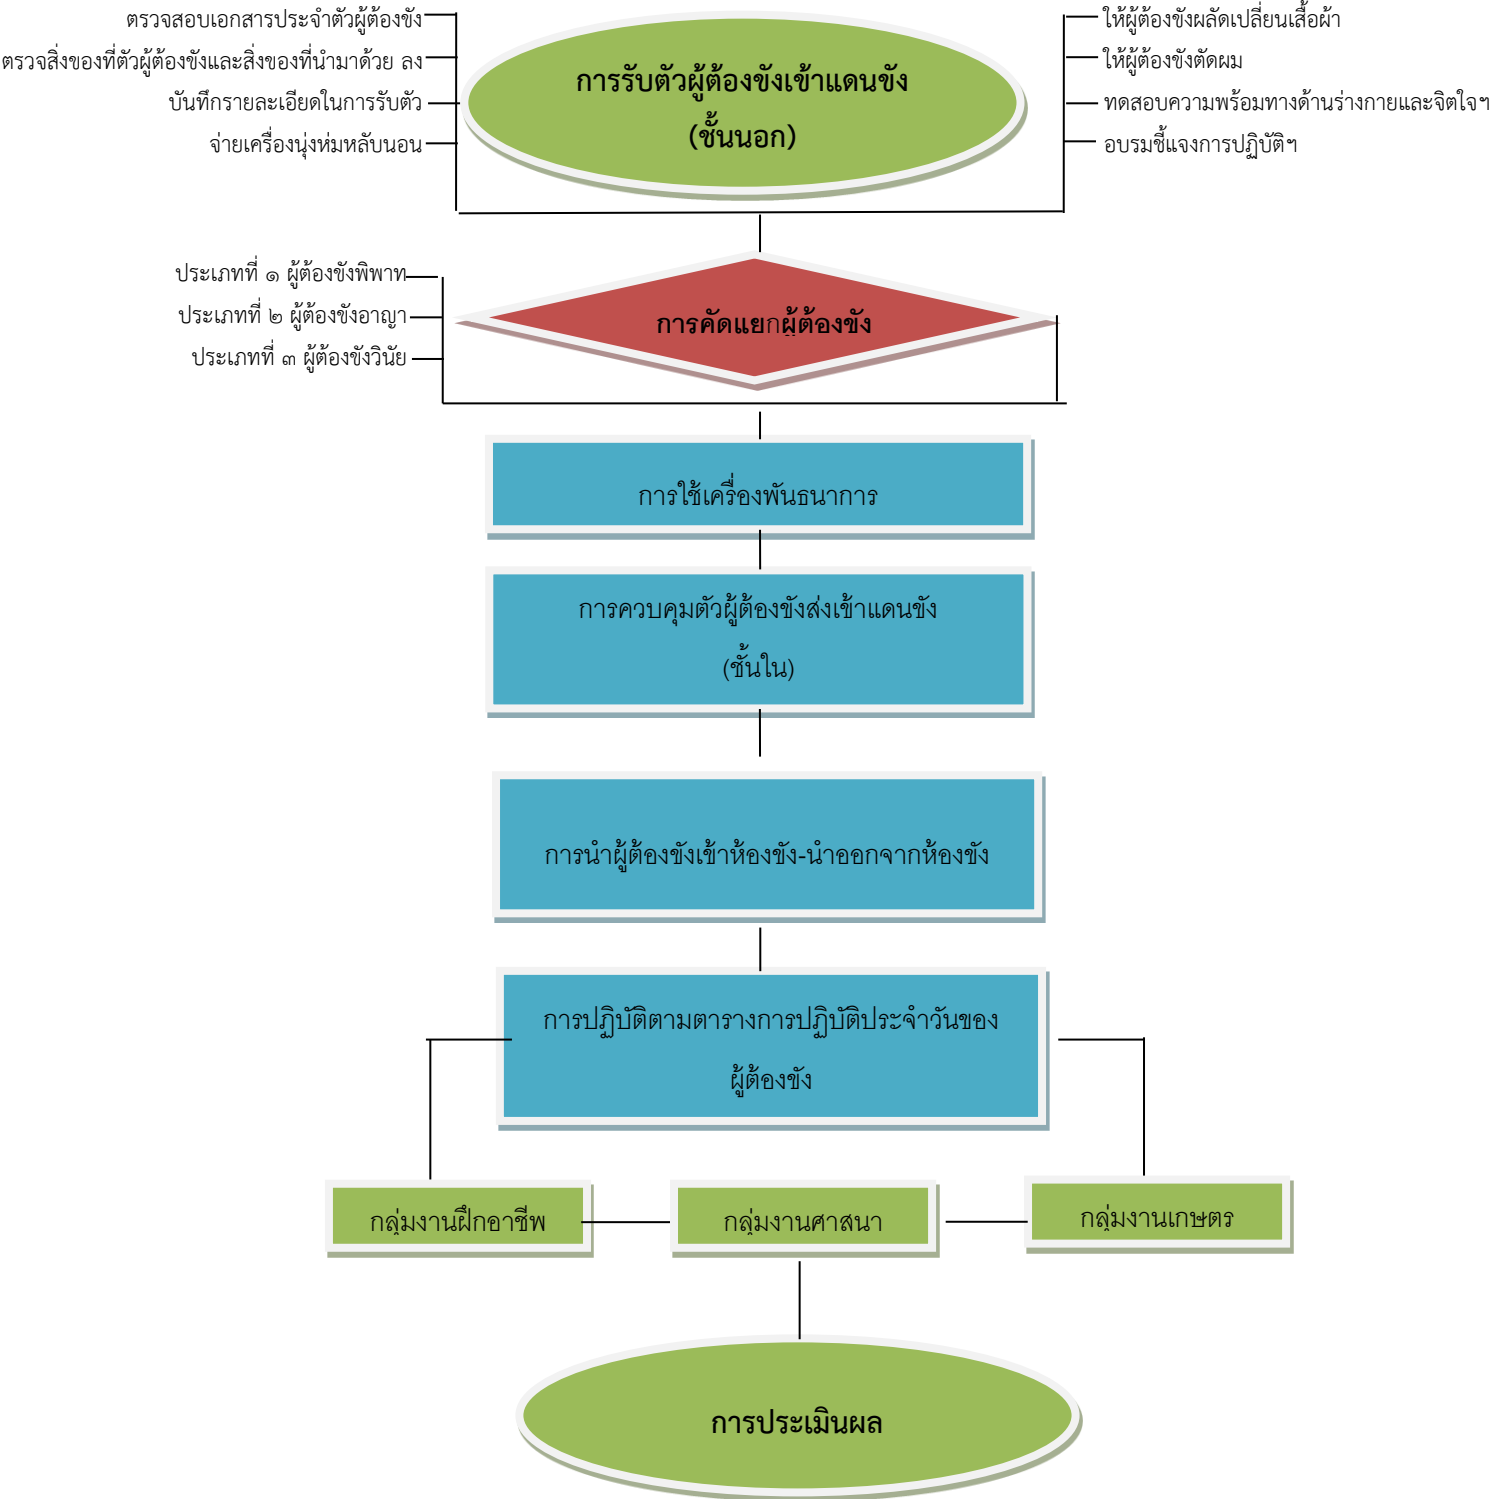 ตรวจสอบเอกสารประจำตัวผู้ต้องขัง
ตรวจสิ่งของที่ตัวผู้ต้องขังและสิ่งของที่นำมาด้วย ลง
บันทึกรายละเอียดในการรับตัว
จ่ายเครื่องนุ่งห่มหลับนอน
การรับตัวผู้ต้องขังเข้าแดนขัง
(ชั้นนอก)
ให้ผู้ต้องขังผลัดเปลี่ยนเสื้อผ้า
ให้ผู้ต้องขังตัดผม
ทดสอบความพร้อมทางด้านร่างกายและจิตใจฯ
อบรมชี้แจงการปฏิบัติฯ
ประเภทที่ ๑ ผู้ต้องขังพิพาท
ประเภทที่ ๒ ผู้ต้องขังอาญา
ประเภทที่ ๓ ผู้ต้องขังวินัย
การคัดแยกผู้ต้องขัง
การใช้เครื่องพันธนาการ
การควบคุมตัวผู้ต้องขังส่งเข้าแดนขัง
(ชั้นใน)
การนำผู้ต้องขังเข้าห้องขัง-นำออกจากห้องขัง
การปฏิบัติตามตารางการปฏิบัติประจำวันของ
ผู้ต้องขัง
กลุ่มงานฝึกอาชีพ
กลุ่มงานศาสนา
กลุ่มงานเกษตร
การประเมินผล